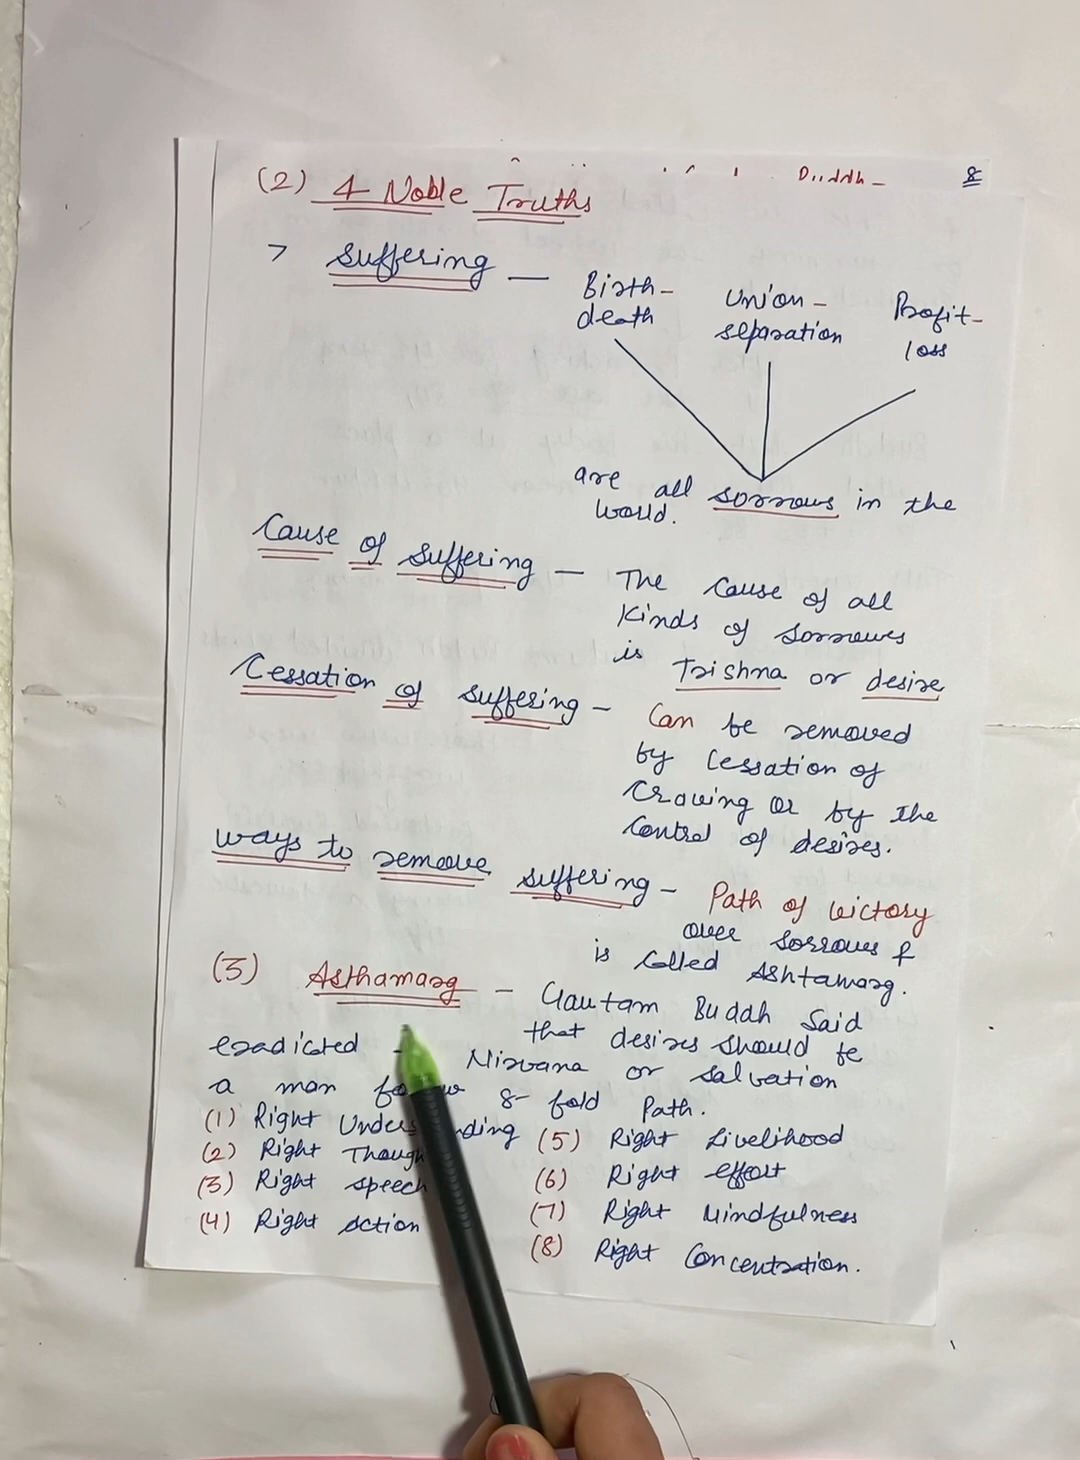 8
(2) 4 Noble Truths
> Suffering - Birth-death Union-separation Profit-loss
are all sorrows in the world.
Cause of Suffering - The Cause of all
Kinds of Sorrows
is Trishna or desire
Cessation of Suffering - Can be removed
by Cessation of
Craving or by the
Control of desires.
Ways to remove Suffering - Path of Victory
over Sorrows &
is Called Ashtamarg.
(3) Asthamarg - Gautam Buddh Said
that desires should be
eradicted - Nirvana or Salvation
a man 8-fold Path.
(1) Right
(2) Right
(3) Right Speech
(4) Right Action
(5) Right Livelihood
(6) Right effort
(7) Right Mindfulness
(8) Right Concentration.